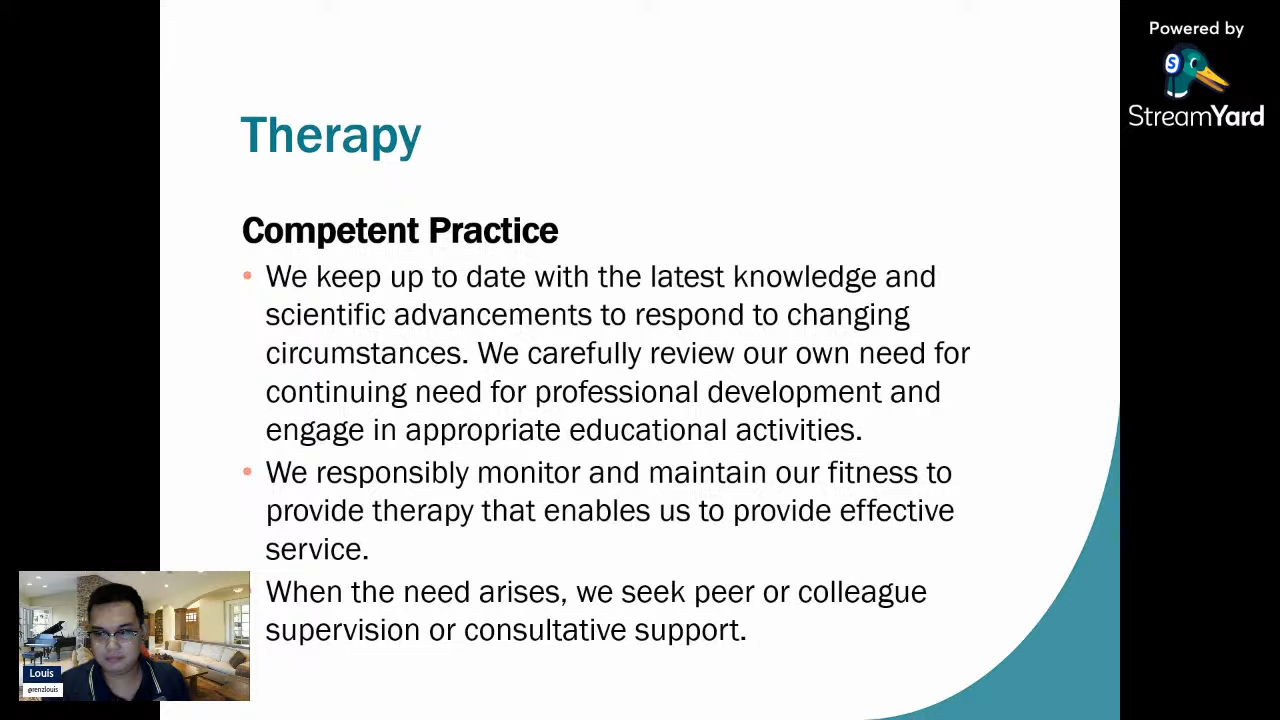 Powered by
S
StreamYard
Therapy
Competent Practice
• We keep up to date with the latest knowledge and
scientific advancements to respond to changing
circumstances. We carefully review our own need for
continuing need for professional development and
engage in appropriate educational activities.
• We responsibly monitor and maintain our fitness to
provide therapy that enables us to provide effective
service.
When the need arises, we seek peer or colleague
supervision or consultative support.
Louis
@renzlouis